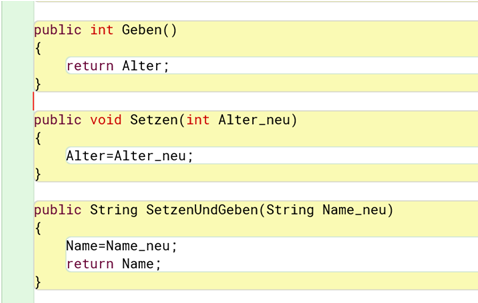 public int Geben()
{
    return Alter;
}
public void Setzen(int Alter_neu)
{
    Alter=Alter_neu;
}
public String SetzenUndGeben(String Name_neu)
{
    Name=Name_neu;
    return Name;
}